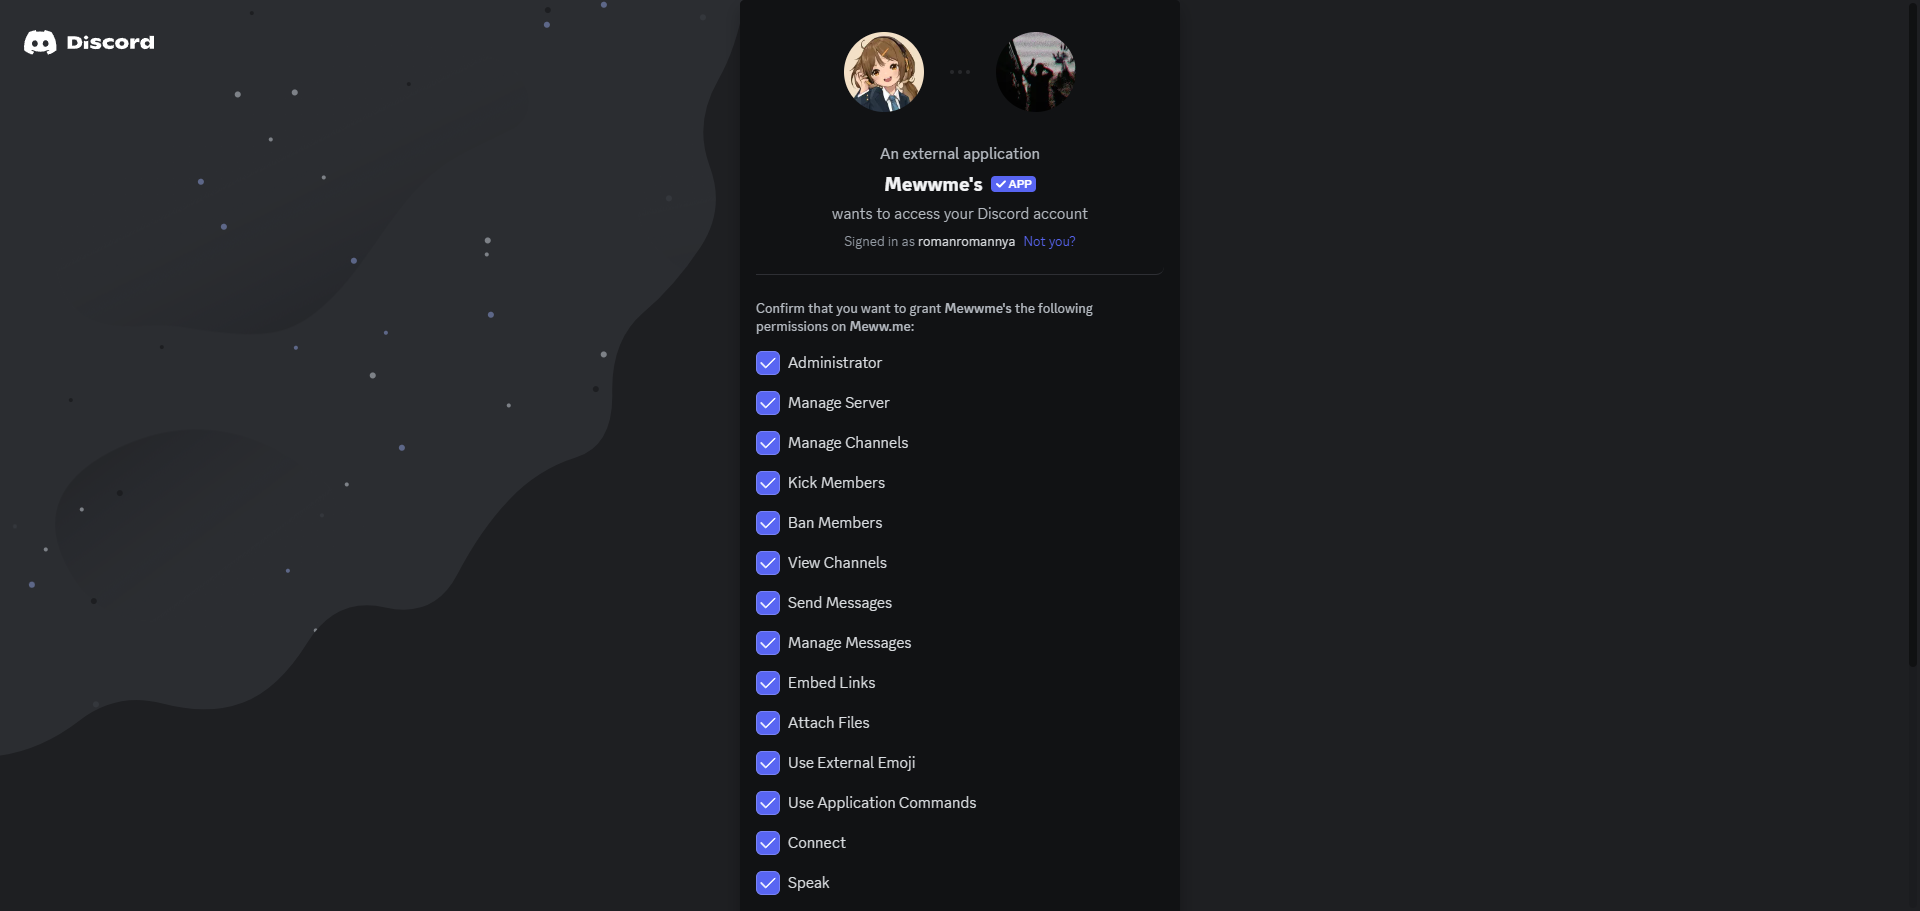 Discord
An external application
Mewwme's APP
wants to access your Discord account
Signed in as romanromannya Not you?
Confirm that you want to grant Mewwme's the following
permissions on Meww.me:
Administrator
Manage Server
Manage Channels
Kick Members
Ban Members
View Channels
Send Messages
Manage Messages
Embed Links
Attach Files
Use External Emoji
Use Application Commands
Connect
Speak